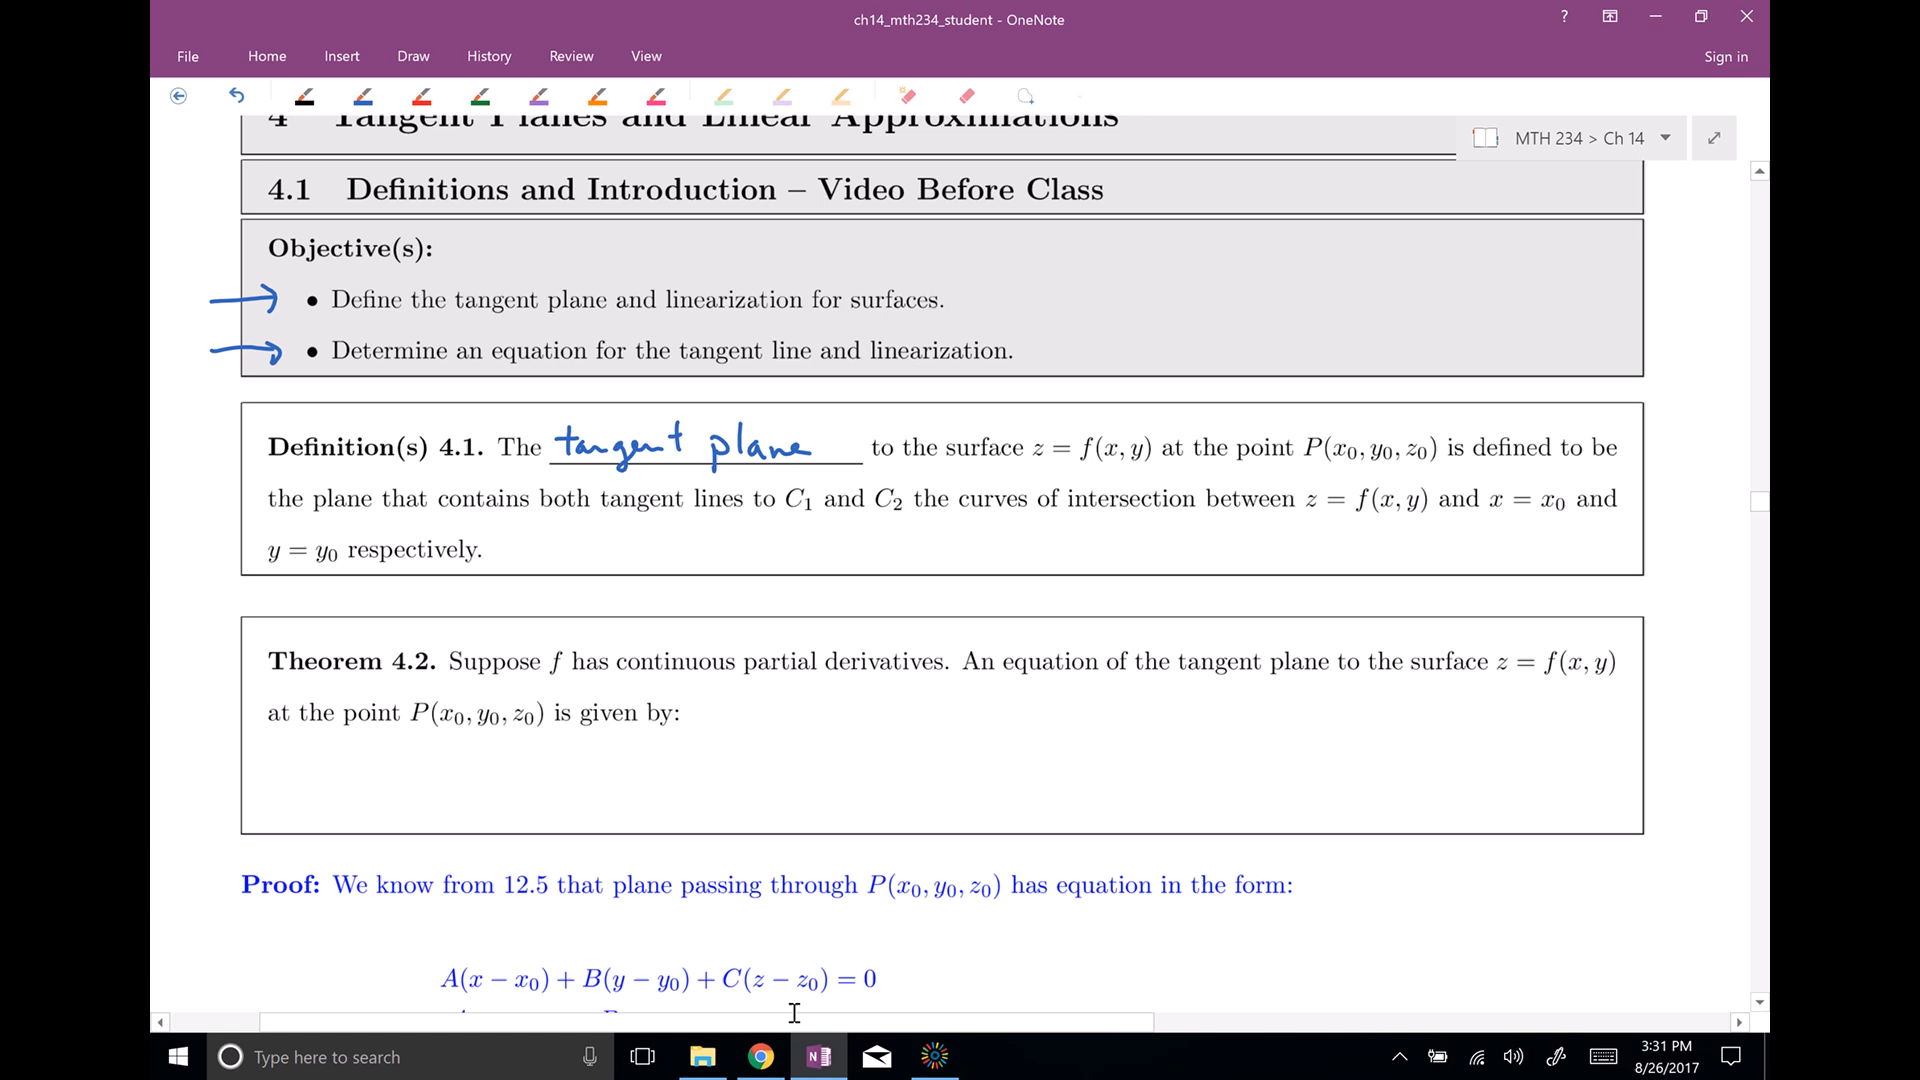 ch14_mth234_student - OneNote
?
File Home Insert Draw History Review View Sign in
4 Tangent Planes and Linear Approximations
MTH 234 > Ch 14
4.1 Definitions and Introduction – Video Before Class
Objective(s):
• Define the tangent plane and linearization for surfaces.
• Determine an equation for the tangent line and linearization.
Definition(s) 4.1. The tangent plane to the surface z = f(x, y) at the point P(x₀, y₀, z₀) is defined to be
the plane that contains both tangent lines to C₁ and C₂ the curves of intersection between z = f(x, y) and x = x₀ and
y = y₀ respectively.
Theorem 4.2. Suppose f has continuous partial derivatives. An equation of the tangent plane to the surface z = f(x, y)
at the point P(x₀, y₀, z₀) is given by:
Proof: We know from 12.5 that plane passing through P(x₀, y₀, z₀) has equation in the form:
A(x − x₀) + B(y − y₀) + C(z − z₀) = 0
Type here to search
N
3:31 PM
8/26/2017